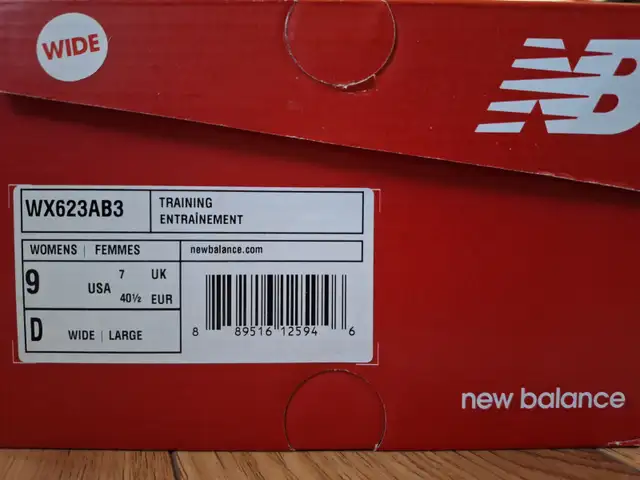 WIDE
NB
WX623AB3
TRAINING
ENTRAÎNEMENT
WOMENS | FEMMES
newbalance.com
9 USA 7 UK
40½ EUR
D WIDE | LARGE
8 89516 12594 6
new balance